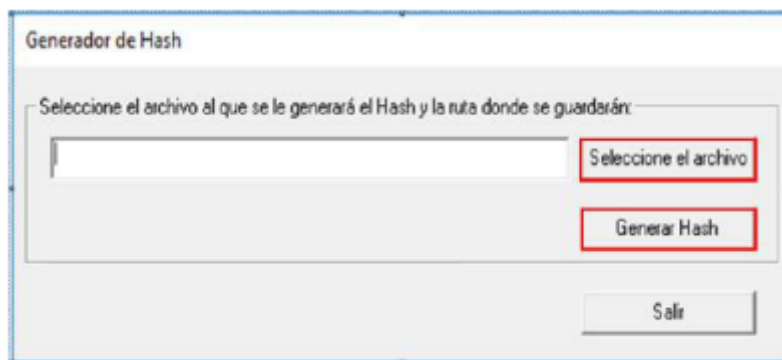 Generador de Hash
Seleccione el archivo al que se le generará el Hash y la ruta donde se guardarán:
Seleccione el archivo
Generar Hash
Salir